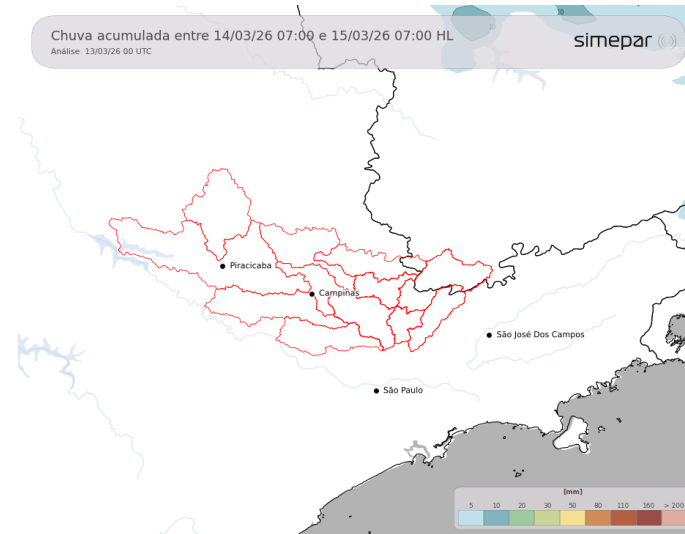 Chuva acumulada entre 14/03/26 07:00 e 15/03/26 07:00 HL
Análise 13/03/26 00 UTC
simepar
Piracicaba
Campinas
São José Dos Campos
São Paulo
[mm]
5 10 20 30 50 80 110 160 > 200